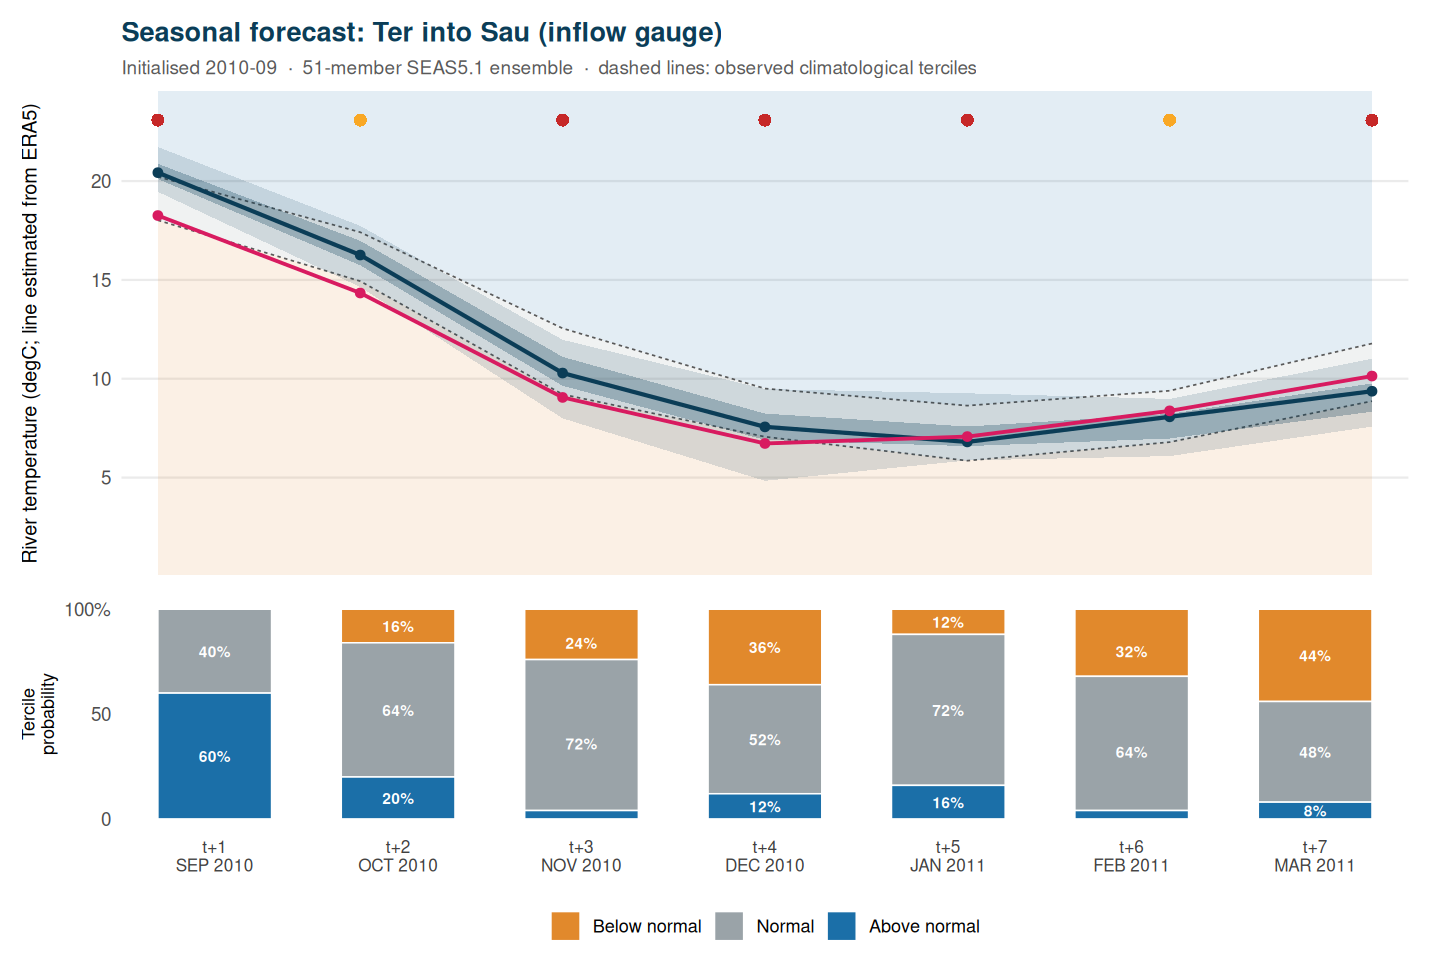 Seasonal forecast: Ter into Sau (inflow gauge)
Initialised 2010-09 · 51-member SEAS5.1 ensemble · dashed lines: observed climatological terciles
River temperature (degC; line estimated from ERA5)
20
15
10
5
Tercile
probability
100%
50
0
40%
60%
16%
64%
20%
24%
72%
36%
52%
12%
12%
72%
16%
32%
64%
44%
48%
8%
t+1
SEP 2010
t+2
OCT 2010
t+3
NOV 2010
t+4
DEC 2010
t+5
JAN 2011
t+6
FEB 2011
t+7
MAR 2011
Below normal
Normal
Above normal